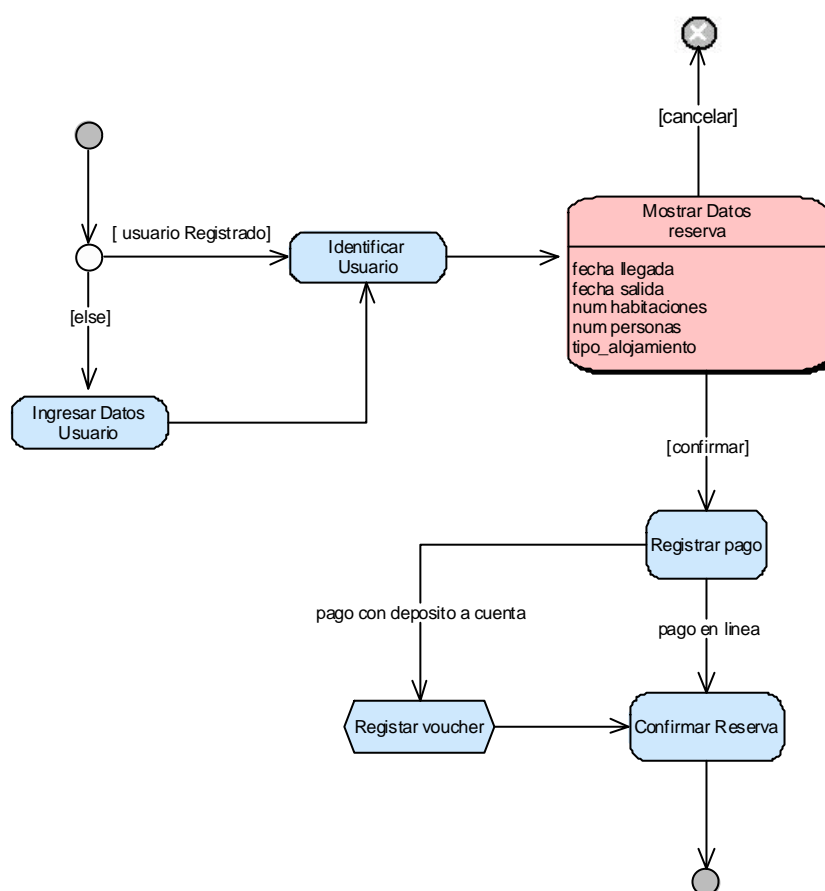 [cancelar]
Mostrar Datos
reserva
[ usuario Registrado]
Identificar
Usuario
fecha llegada
fecha salida
num habitaciones
num personas
tipo_alojamiento
[else]
Ingresar Datos
Usuario
[confirmar]
Registrar pago
pago con deposito a cuenta
pago en linea
Registar voucher
Confirmar Reserva